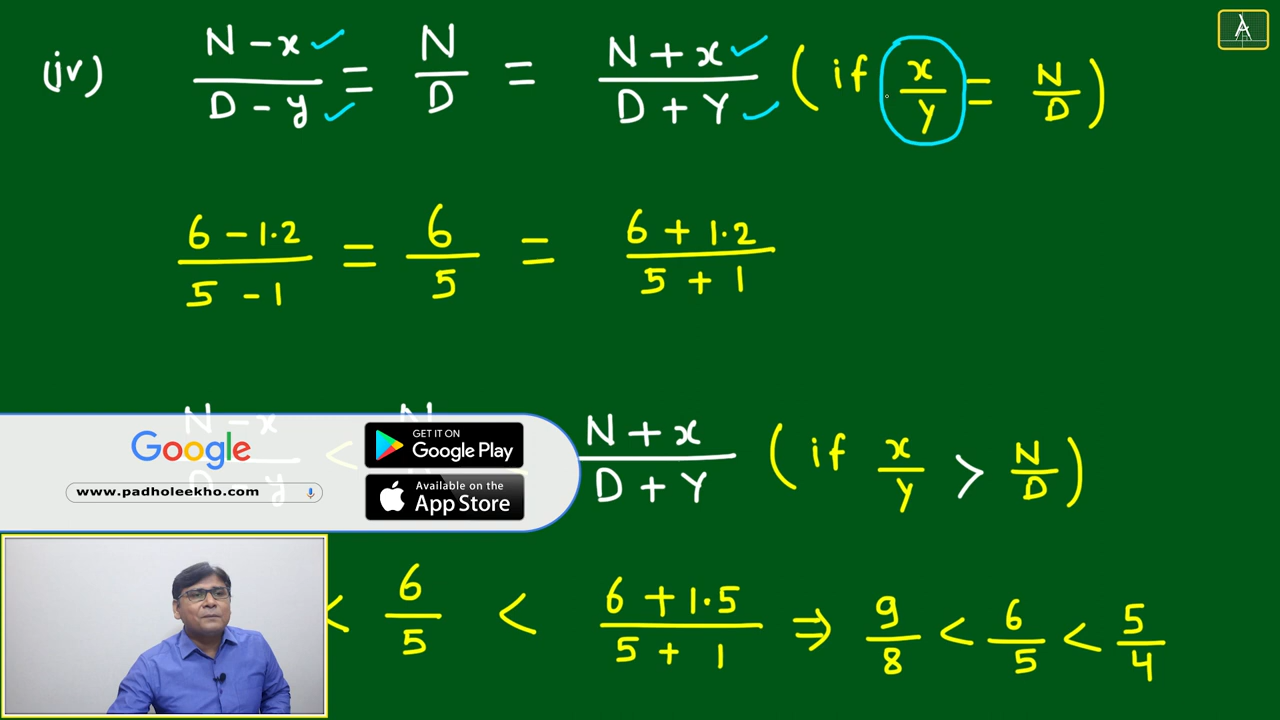 (iv) N - x / D - y = N / D = N + x / D + Y (if x / y = N / D)
6 - 1.2 / 5 - 1 = 6 / 5 = 6 + 1.2 / 5 + 1
N - x / D - y < N N + x / D + Y (if x / y > N / D)
Google
www.padholeekho.com
GET IT ON
Google Play
Available on the
App Store
< 6 / 5 < 6 + 1.5 / 5 + 1 ⇒ 9 / 8 < 6 / 5 < 5 / 4